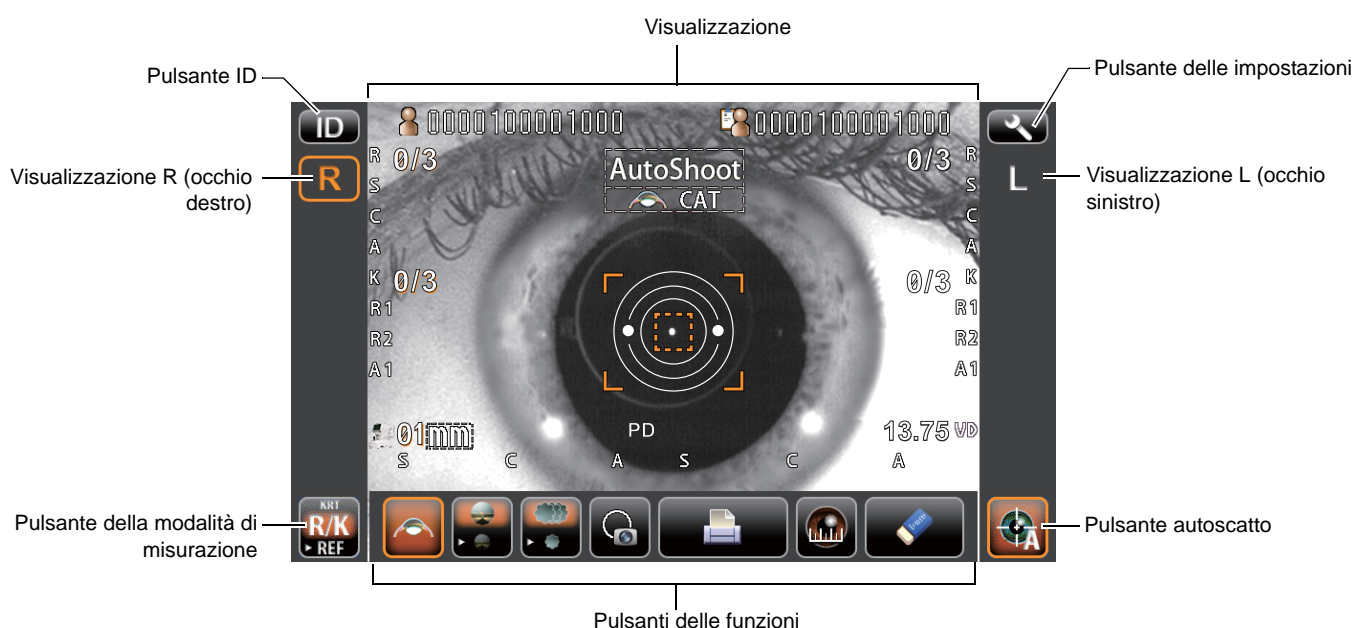 Visualizzazione
Pulsante ID
Pulsante delle impostazioni
ID
0000100001000
0000100001000
R
Visualizzazione R (occhio
destro)
L
Visualizzazione L (occhio
sinistro)
R 0/3
AutoShoot
0/3 R
S
CAT
S
C
C
A
A
K 0/3
0/3 K
R1
R1
R2
R2
A1
A1
01mm
PD
13.75 VD
S C A S C A
Pulsante della modalità di
misurazione
KRT
R/K
REF
A
Pulsante autoscatto
Pulsanti delle funzioni